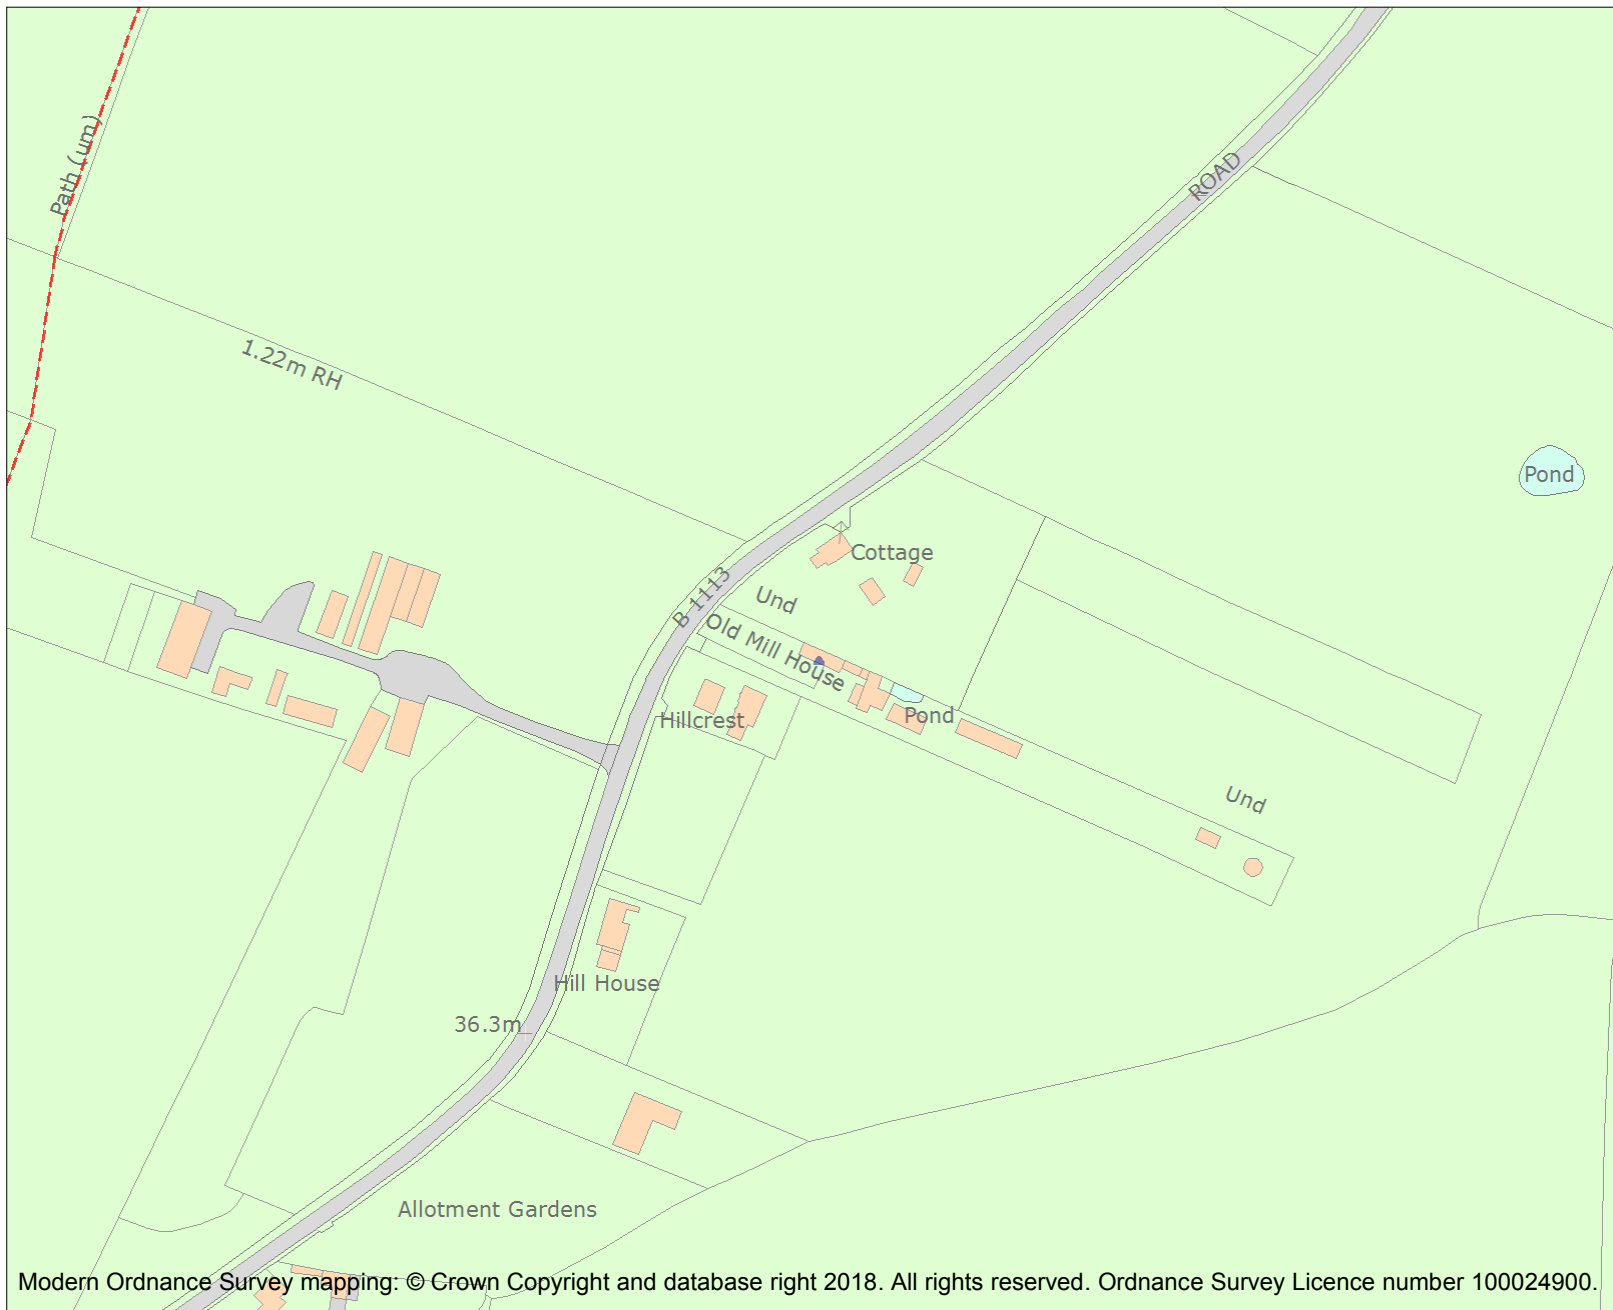 Path (um)
ROAD
1.22m RH
Pond
Cottage
B 1113
Und
Old Mill House
Hillcrest
Pond
Und
Hill House
36.3m
Allotment Gardens
Modern Ordnance Survey mapping: © Crown Copyright and database right 2018. All rights reserved. Ordnance Survey Licence number 100024900.